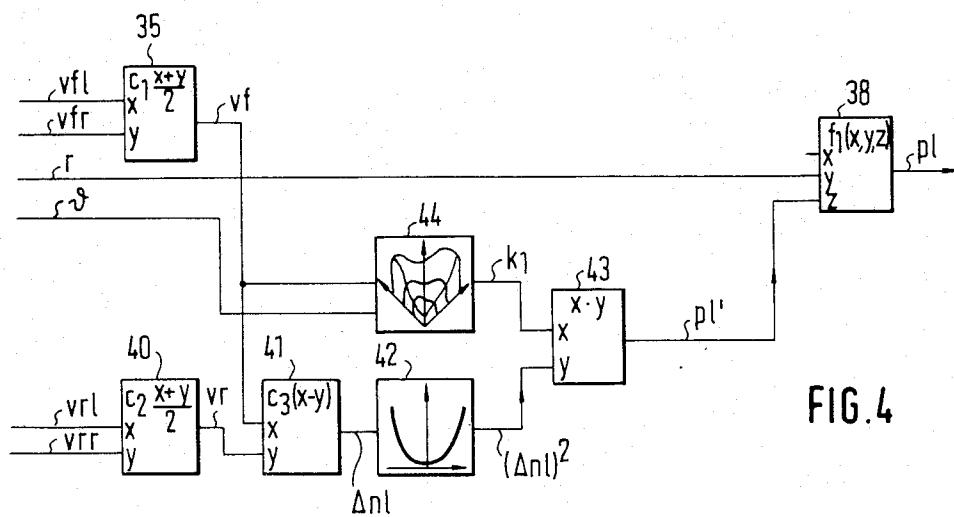 35
c₁ x+y/2
x
y
vfl
vfr
vf
r
ϑ
38
f₁(x,y,z)
x
y
z
pl
44
k₁
43
x · y
x
y
pl'
40
c₂ x+y/2
x
y
vrl
vrr
vr
41
c₃(x-y)
x
y
Δnl
42
(Δnl)²
FIG.4